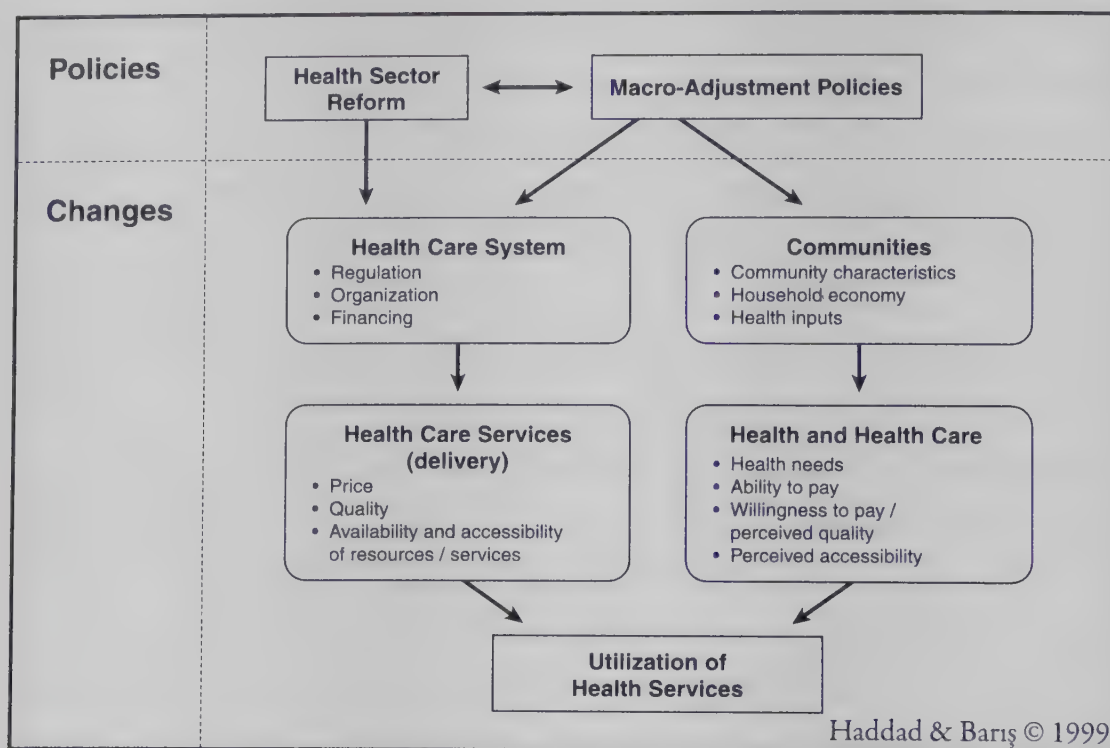 Policies
Health Sector
Reform
Macro-Adjustment Policies
Changes
Health Care System
• Regulation
• Organization
• Financing
Communities
• Community characteristics
• Household economy
• Health inputs
Health Care Services
(delivery)
• Price
• Quality
• Availability and accessibility
of resources / services
Health and Health Care
• Health needs
• Ability to pay
• Willingness to pay /
perceived quality
• Perceived accessibility
Utilization of
Health Services
Haddad & Barış © 1999